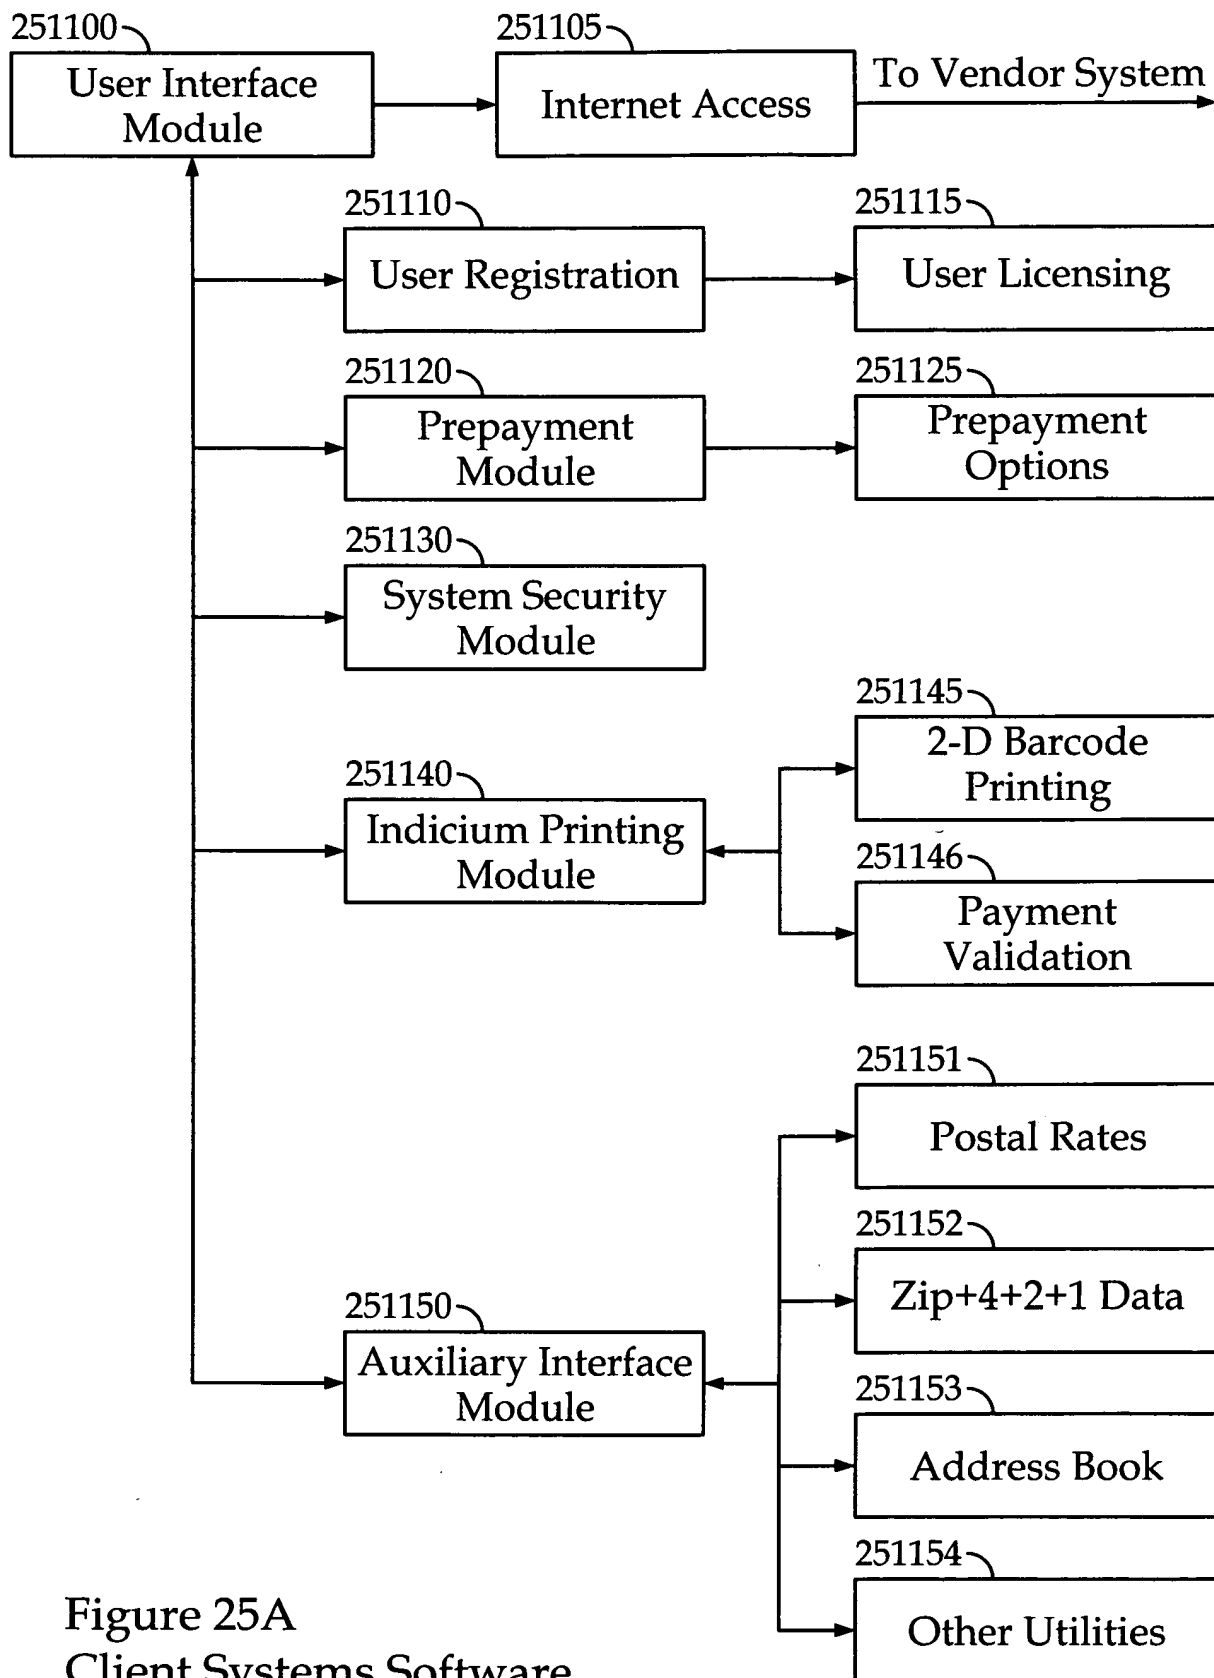 251100
User Interface
Module
251105
Internet Access
To Vendor System
251110
User Registration
251115
User Licensing
251120
Prepayment
Module
251125
Prepayment
Options
251130
System Security
Module
251140
Indicium Printing
Module
251145
2-D Barcode
Printing
251146
Payment
Validation
251150
Auxiliary Interface
Module
251151
Postal Rates
251152
Zip+4+2+1 Data
251153
Address Book
251154
Other Utilities
Figure 25A
Client Systems Software